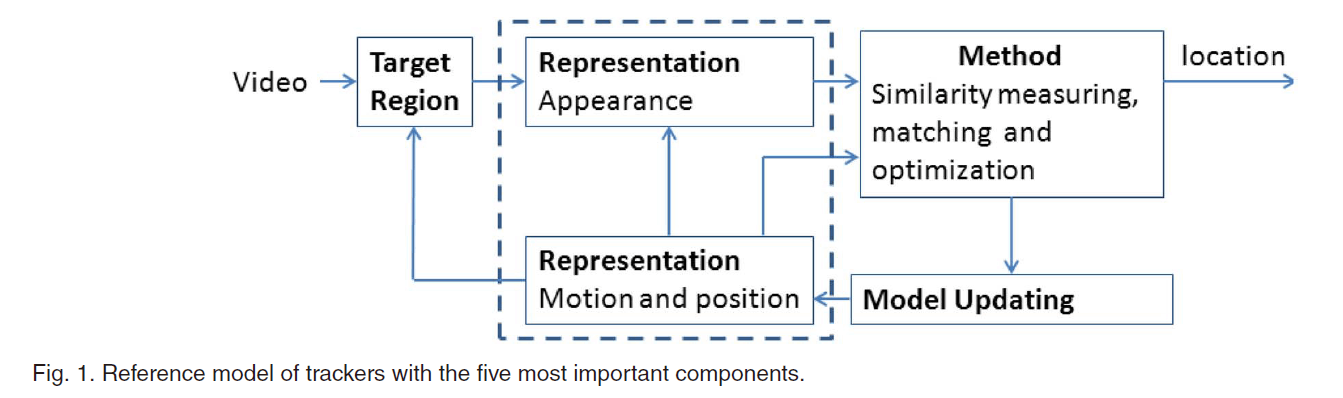 Video
Target
Region
Representation
Appearance
Method
Similarity measuring,
matching and
optimization
location
Representation
Motion and position
Model Updating
Fig. 1. Reference model of trackers with the five most important components.